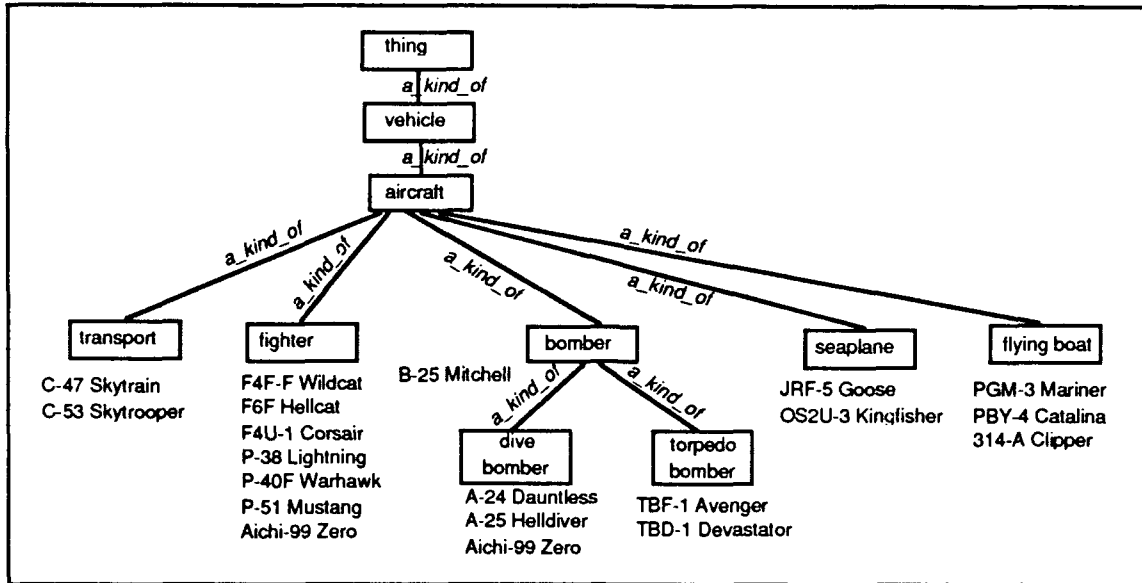 thing
a_kind_of
vehicle
a_kind_of
aircraft
a_kind_of
a_kind_of
a_kind_of
a_kind_of
a_kind_of
transport
C-47 Skytrain
C-53 Skytrooper
fighter
F4F-F Wildcat
F6F Hellcat
F4U-1 Corsair
P-38 Lightning
P-40F Warhawk
P-51 Mustang
Aichi-99 Zero
bomber
B-25 Mitchell
a_kind_of
a_kind_of
dive
bomber
A-24 Dauntless
A-25 Helldiver
Aichi-99 Zero
torpedo
bomber
TBF-1 Avenger
TBD-1 Devastator
seaplane
JRF-5 Goose
OS2U-3 Kingfisher
flying boat
PGM-3 Mariner
PBY-4 Catalina
314-A Clipper